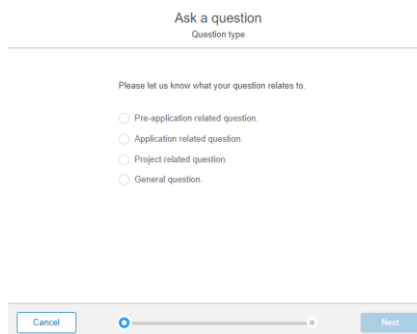 Ask a question
Question type
Please let us know what your question relates to.
Pre-application related question.
Application related question.
Project related question.
General question.
Cancel
Next